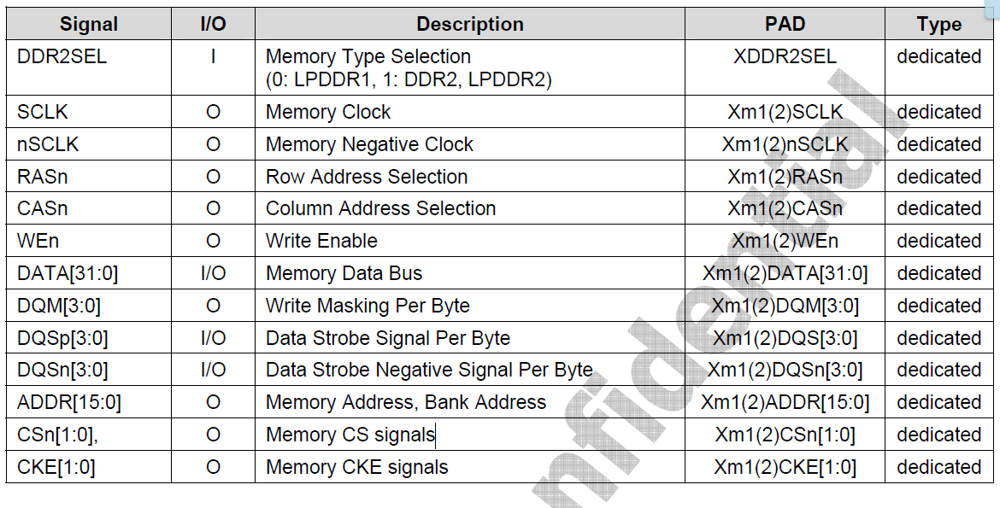 Signal I/O Description PAD Type
DDR2SEL I Memory Type Selection XDDR2SEL dedicated
(0: LPDDR1, 1: DDR2, LPDDR2)
SCLK O Memory Clock Xm1(2)SCLK dedicated
nSCLK O Memory Negative Clock Xm1(2)nSCLK dedicated
RASn O Row Address Selection Xm1(2)RASn dedicated
CASn O Column Address Selection Xm1(2)CASn dedicated
WEn O Write Enable Xm1(2)WEn dedicated
DATA[31:0] I/O Memory Data Bus Xm1(2)DATA[31:0] dedicated
DQM[3:0] O Write Masking Per Byte Xm1(2)DQM[3:0] dedicated
DQSp[3:0] I/O Data Strobe Signal Per Byte Xm1(2)DQS[3:0] dedicated
DQSn[3:0] I/O Data Strobe Negative Signal Per Byte Xm1(2)DQSn[3:0] dedicated
ADDR[15:0] O Memory Address, Bank Address Xm1(2)ADDR[15:0] dedicated
CSn[1:0], O Memory CS signals Xm1(2)CSn[1:0] dedicated
CKE[1:0] O Memory CKE signals Xm1(2)CKE[1:0] dedicated
nfidential